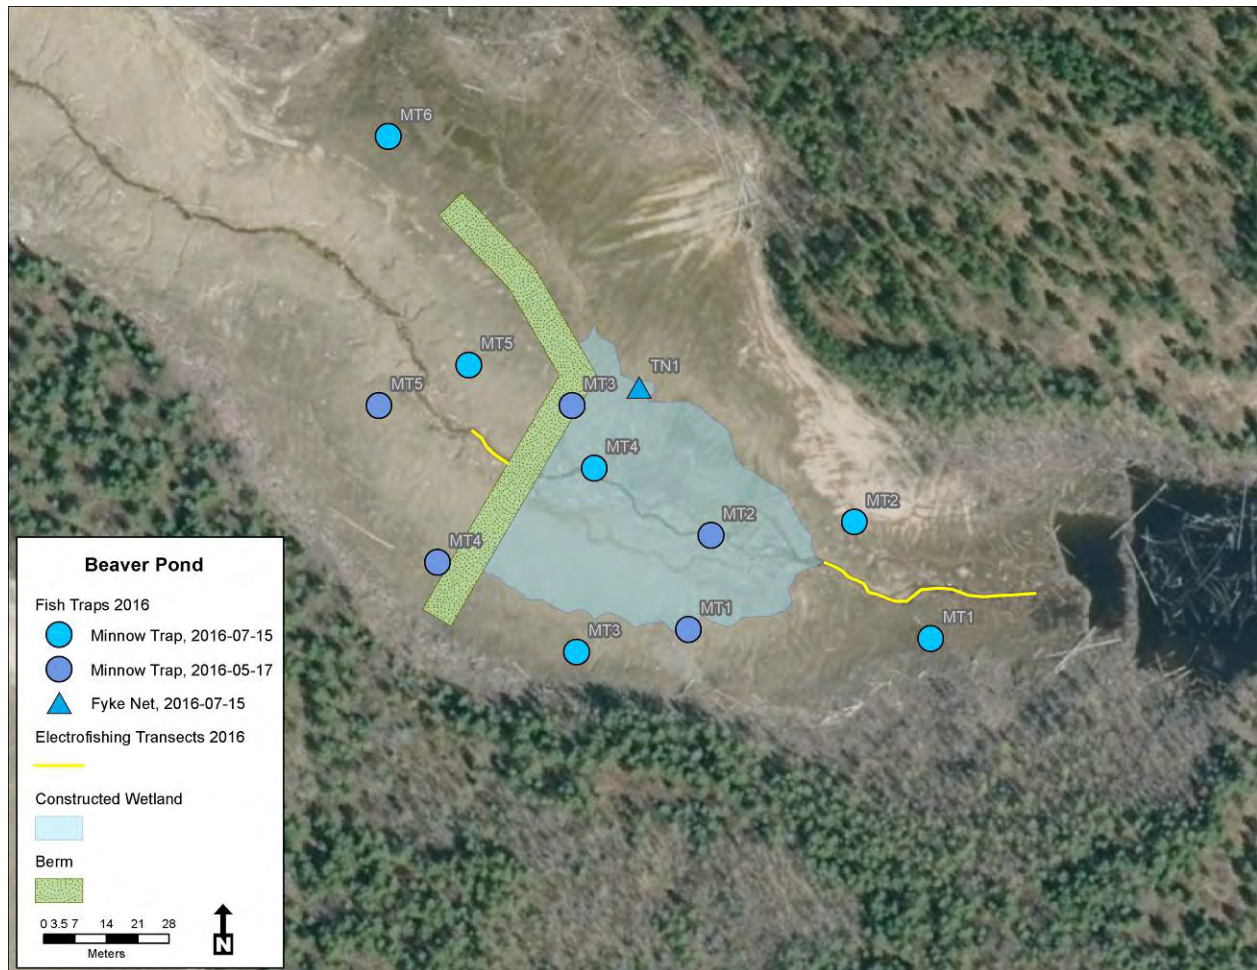 MT6
MT5
MT5
MT3
TN1
MT4
MT2
MT2
MT4
MT1
MT1
MT3
Beaver Pond
Fish Traps 2016
Minnow Trap, 2016-07-15
Minnow Trap, 2016-05-17
Fyke Net, 2016-07-15
Electrofishing Transects 2016
Constructed Wetland
Berm
0 3.5 7 14 21 28
Meters
N